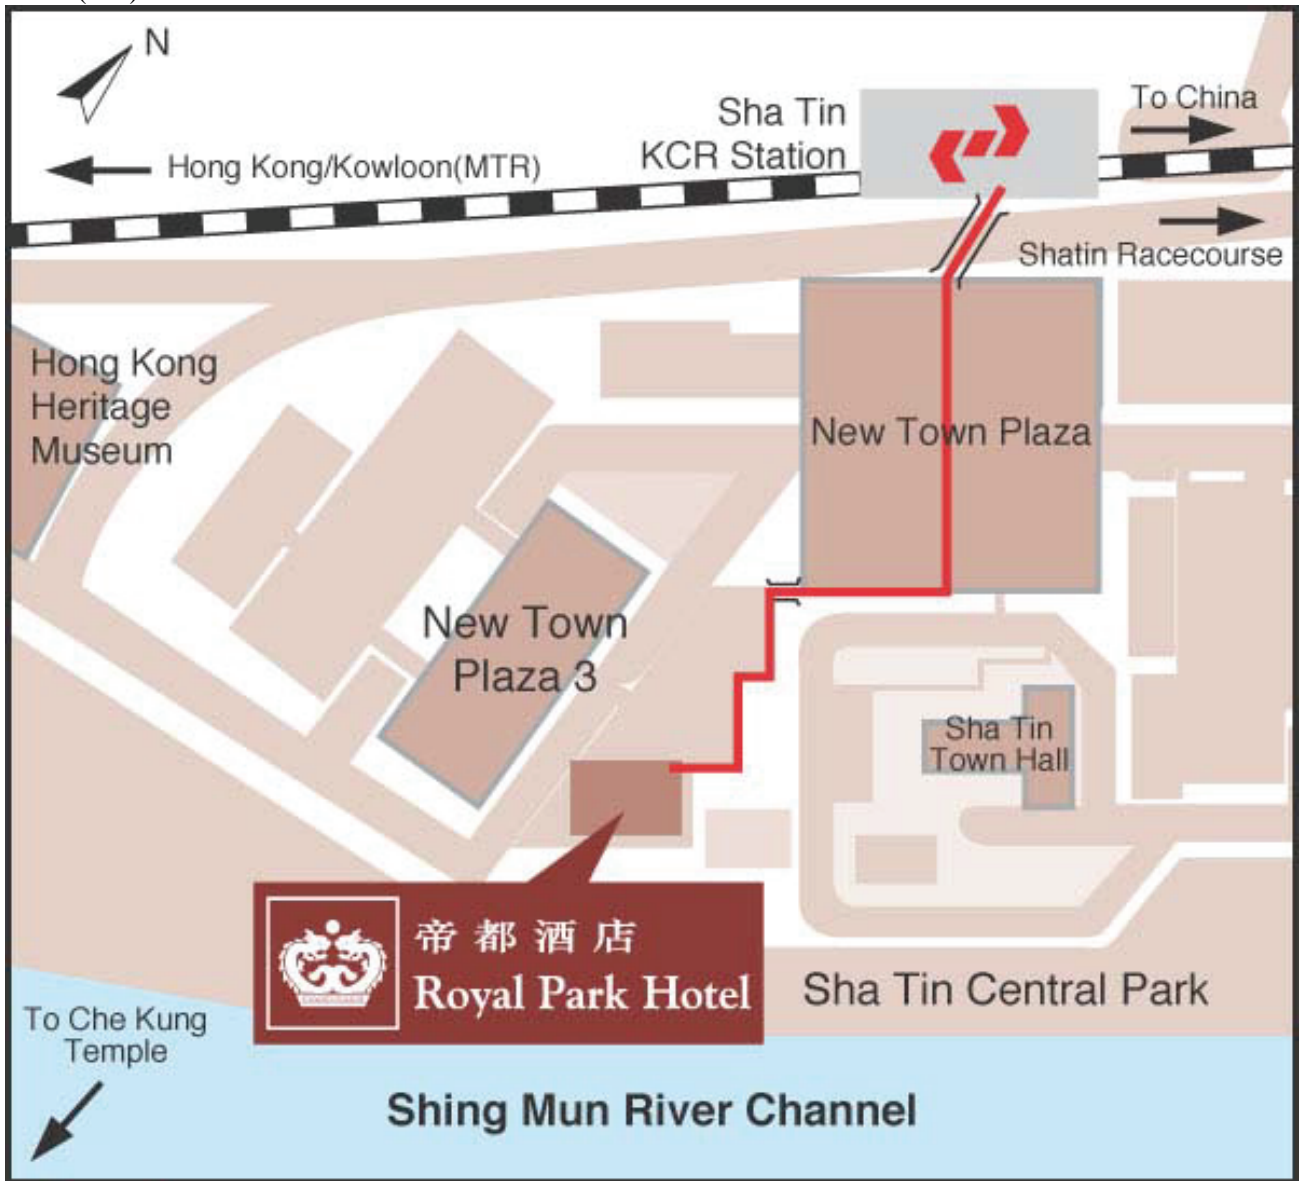 N
To China
Sha Tin
KCR Station
Hong Kong/Kowloon(MTR)
Shatin Racecourse
Hong Kong
Heritage
Museum
New Town Plaza
New Town
Plaza 3
Sha Tin
Town Hall
帝都酒店
Royal Park Hotel
Sha Tin Central Park
To Che Kung
Temple
Shing Mun River Channel